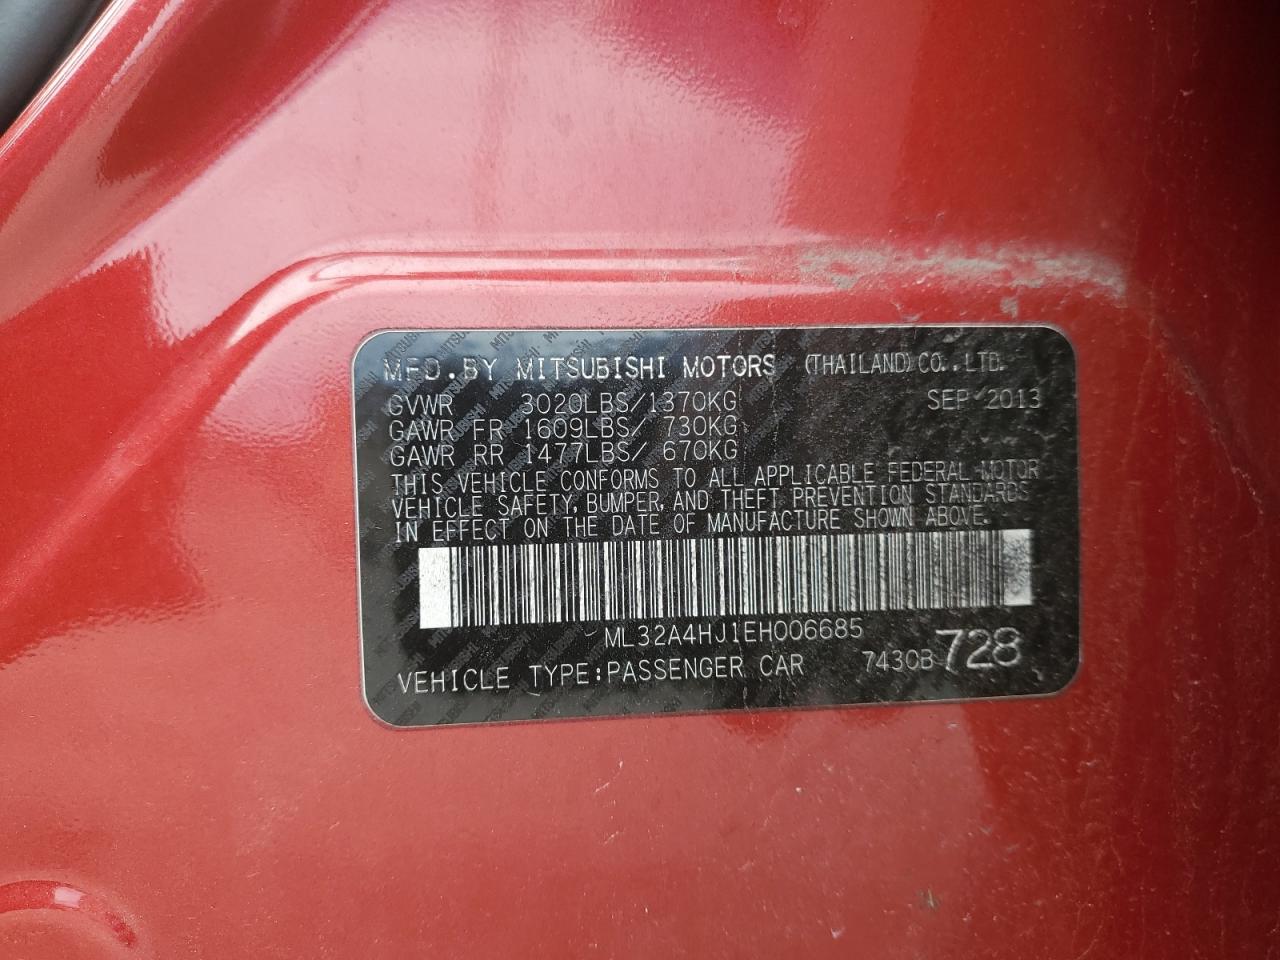 MFD.BY MITSUBISHI MOTORS (THAILAND) CO.,LTD.
GVWR 3020LBS/1370KG SEP 2013
GAWR FR 1609LBS/ 730KG
GAWR RR 1477LBS/ 670KG
THIS VEHICLE CONFORMS TO ALL APPLICABLE FEDERAL MOTOR
VEHICLE SAFETY, BUMPER, AND THEFT PREVENTION STANDARDS
IN EFFECT ON THE DATE OF MANUFACTURE SHOWN ABOVE.
ML32A4HJ1EH006685
VEHICLE TYPE:PASSENGER CAR 7430B 728